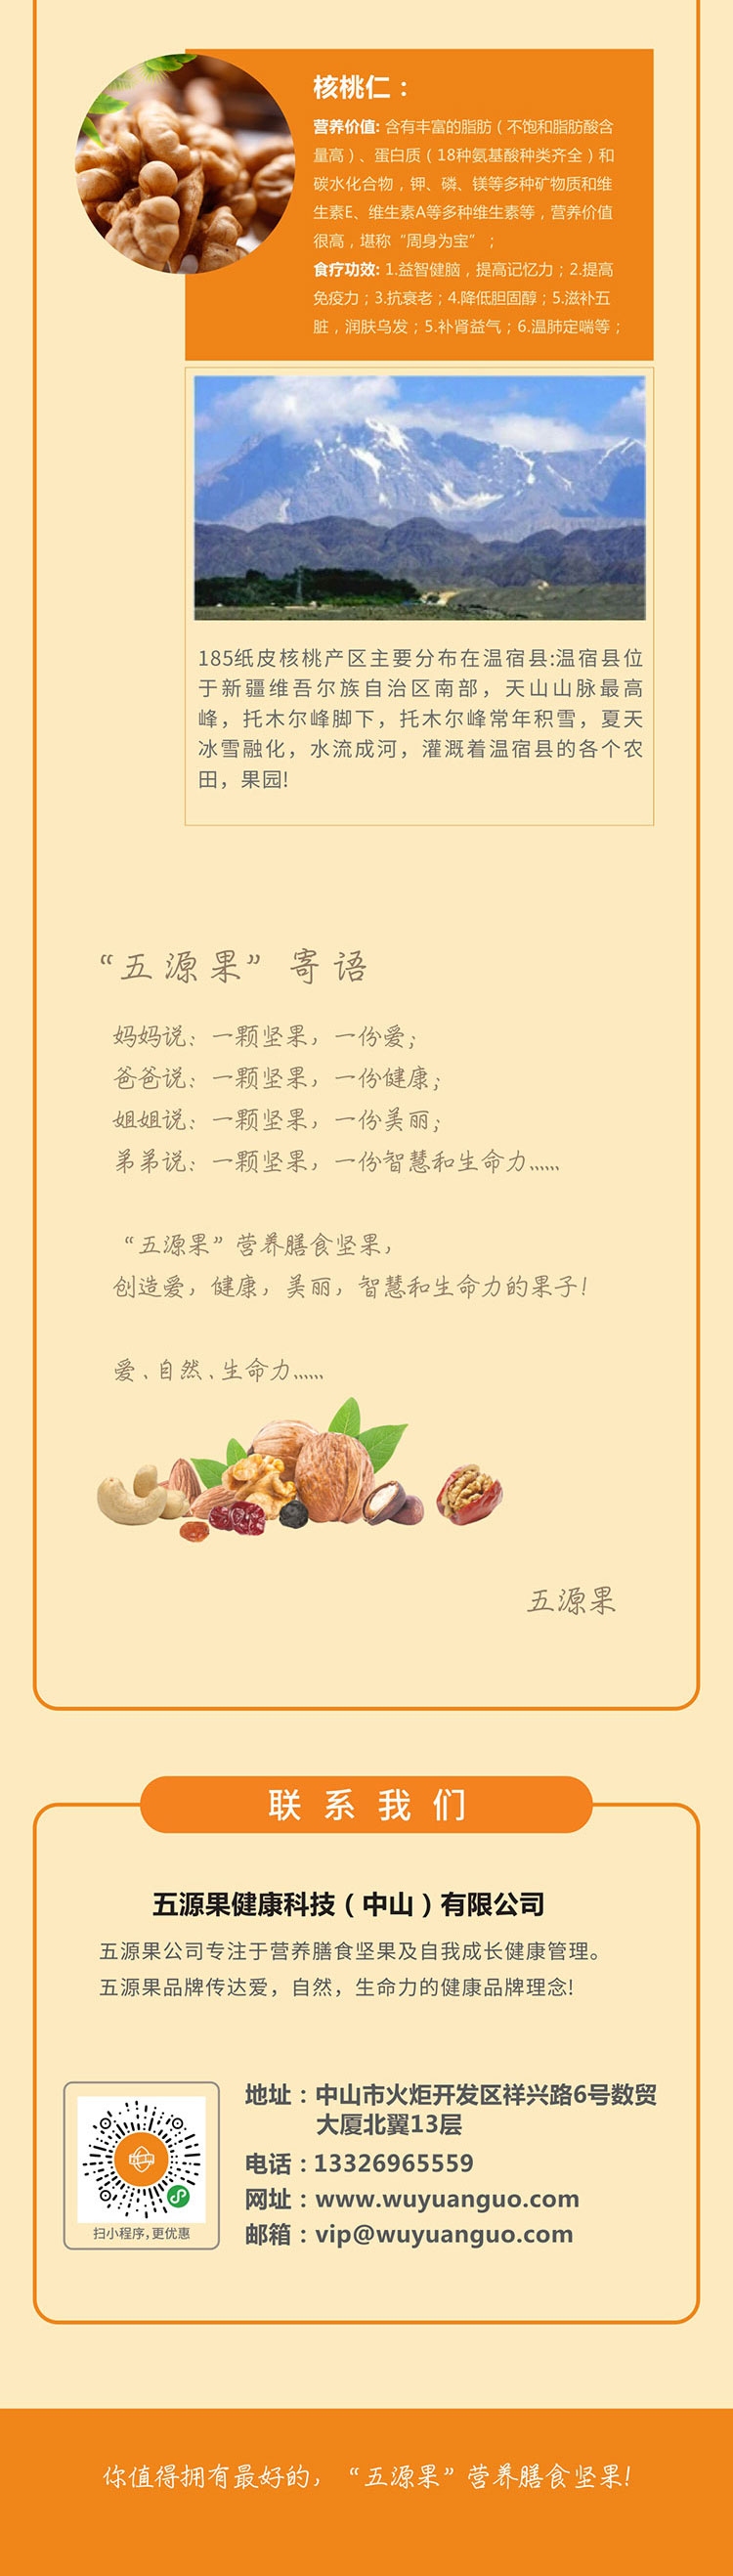 核桃仁：
营养价值: 含有丰富的脂肪（不饱和脂肪酸含
量高）、蛋白质（18种氨基酸种类齐全）和
碳水化合物，钾、磷、镁等多种矿物质和维
生素E、维生素A等多种维生素等，营养价值
很高，堪称“周身为宝”；
食疗功效: 1.益智健脑，提高记忆力；2.提高
免疫力；3.抗衰老；4.降低胆固醇；5.滋补五
脏，润肤乌发；5.补肾益气；6.温肺定喘等；
185纸皮核桃产区主要分布在温宿县:温宿县位
于新疆维吾尔族自治区南部，天山山脉最高
峰，托木尔峰脚下，托木尔峰常年积雪，夏天
冰雪融化，水流成河，灌溉着温宿县的各个农
田，果园!
“五源果”寄语
妈妈说：一颗坚果，一份爱；
爸爸说：一颗坚果，一份健康；
姐姐说：一颗坚果，一份美丽；
弟弟说：一颗坚果，一份智慧和生命力......
“五源果”营养膳食坚果，
创造爱，健康，美丽，智慧和生命力的果子！
爱、自然、生命力......
五源果
联系我们
五源果健康科技（中山）有限公司
五源果公司专注于营养膳食坚果及自我成长健康管理。
五源果品牌传达爱，自然，生命力的健康品牌理念!
地址：中山市火炬开发区祥兴路6号数贸
大厦北翼13层
电话：13326965559
网址：www.wuyuanguo.com
邮箱：vip@wuyuanguo.com
扫小程序,更优惠
你值得拥有最好的，“五源果”营养膳食坚果!